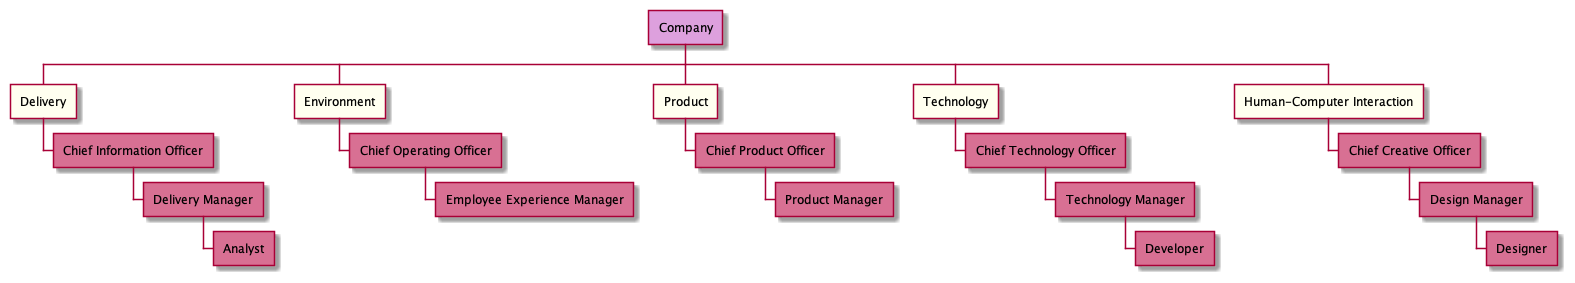 Company
Delivery
Environment
Product
Technology
Human-Computer Interaction
Chief Information Officer
Chief Operating Officer
Chief Product Officer
Chief Technology Officer
Chief Creative Officer
Delivery Manager
Employee Experience Manager
Product Manager
Technology Manager
Design Manager
Analyst
Developer
Designer